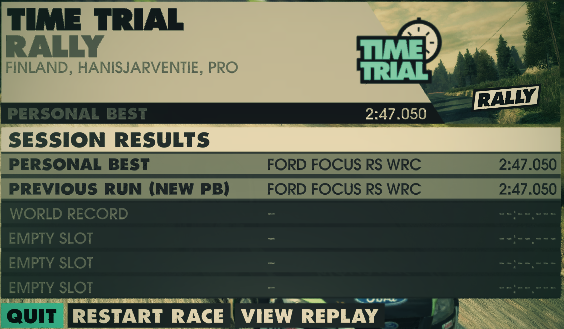 TIME TRIAL
RALLY
FINLAND, HANISJARVENTIE, PRO
TIME
TRIAL
RALLY
PERSONAL BEST 2:47.050
SESSION RESULTS
PERSONAL BEST FORD FOCUS RS WRC 2:47.050
PREVIOUS RUN (NEW PB) FORD FOCUS RS WRC 2:47.050
WORLD RECORD – --:--.---
EMPTY SLOT – --:--.---
EMPTY SLOT – --:--.---
EMPTY SLOT – --:--.---
QUIT RESTART RACE VIEW REPLAY